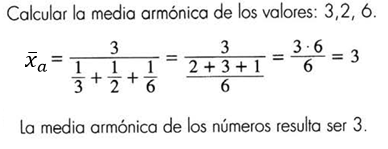 Calcular la media armónica de los valores: 3,2, 6.
x̄ₐ = 3 / (1/3 + 1/2 + 1/6) = 3 / ((2 + 3 + 1)/6) = (3 · 6)/6 = 3
La media armónica de los números resulta ser 3.